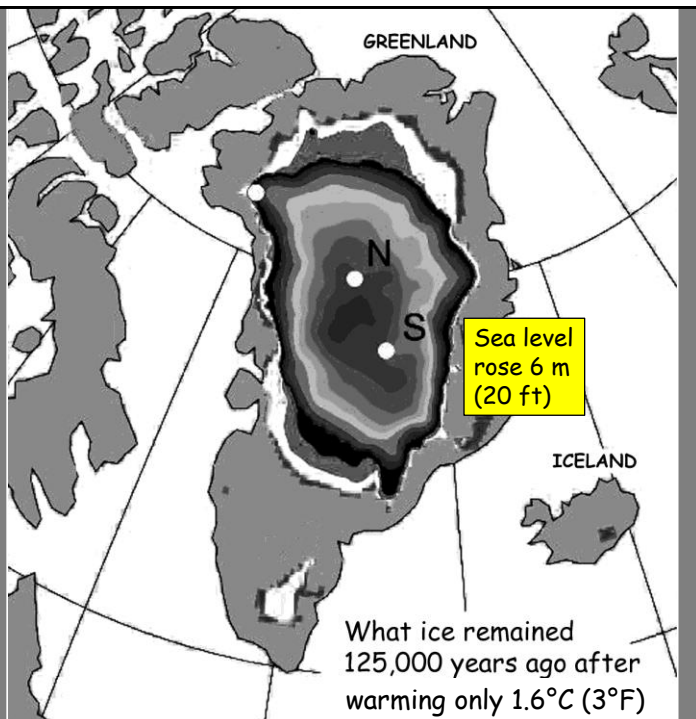 GREENLAND
N
S
Sea level
rose 6 m
(20 ft)
ICELAND
What ice remained
125,000 years ago after
warming only 1.6°C (3°F)